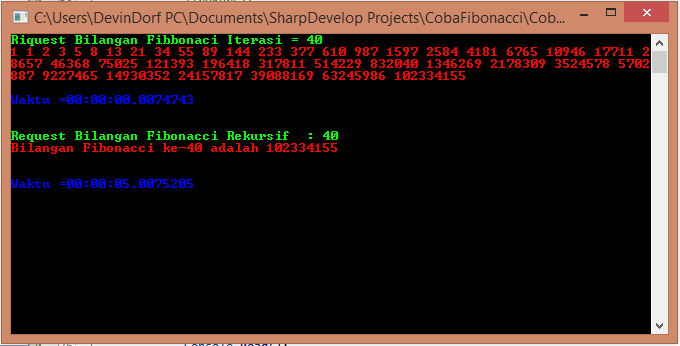 C:\Users\DevinDorf PC\Documents\SharpDevelop Projects\CobaFibonacci\Cob...
Riquest Bilangan Fibbonaci Iterasi = 40
1 1 2 3 5 8 13 21 34 55 89 144 233 377 610 987 1597 2584 4181 6765 10946 17711 2
8657 46368 75025 121393 196418 317811 514229 832040 1346269 2178309 3524578 5702
887 9227465 14930352 24157817 39088169 63245986 102334155
Waktu =00:00:00.0074743
Request Bilangan Fibonacci Rekursif  : 40
Bilangan Fibonacci ke-40 adalah 102334155
Waktu =00:00:05.0075205